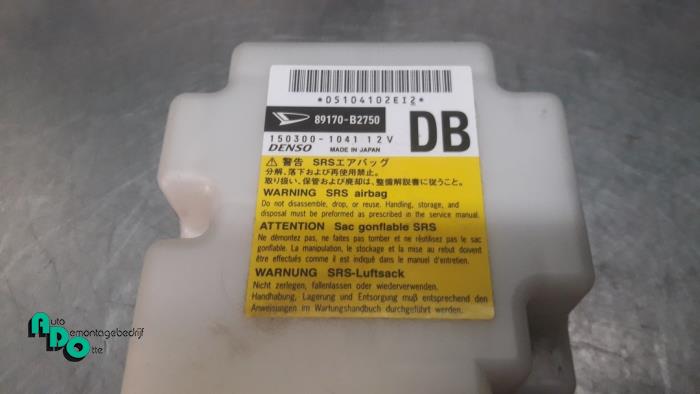 *05104102EI2*
89170-B2750
DB
150300-1041 12V
DENSO MADE IN JAPAN
⚠ 警告 SRSエアバッグ
分解、落下および再使用禁止。
取り扱い、保管および廃却は、整備解説書に従うこと。
WARNING SRS airbag
Do not disassemble, drop, or reuse. Handling, storage, and
disposal must be preformed as prescribed in the service manual.
ATTENTION Sac gonflable SRS
Ne démontez pas, ne faites pas tomber et ne réutilisez pas le sac
gonflable. La manipulation, le stockage et la mise au rebut doivent
être effectués comme il est indiqué dans le manuel d'entretien.
WARNUNG SRS-Luftsack
Nicht zerlegen, fallenlassen oder wiederverwenden.
Handhabung, Lagerung und Entsorgung muß entsprechend den
Anweisungen im Wartungshandbuch durchgeführt werden.
Auto
Demontagebedrijf
Otte